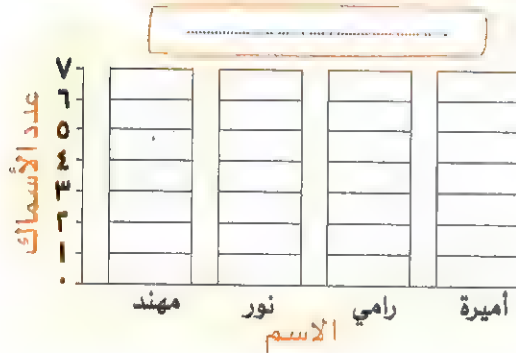 ٧
٦
٥
٤
٣
٢
١
٠
عدد الأسماك
مهند نور رامي أميرة
الاسم